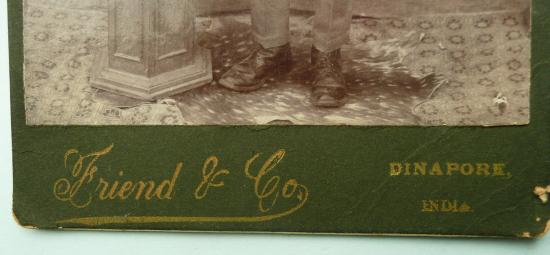 Friend & Co.
DINAPORE,
INDIA.